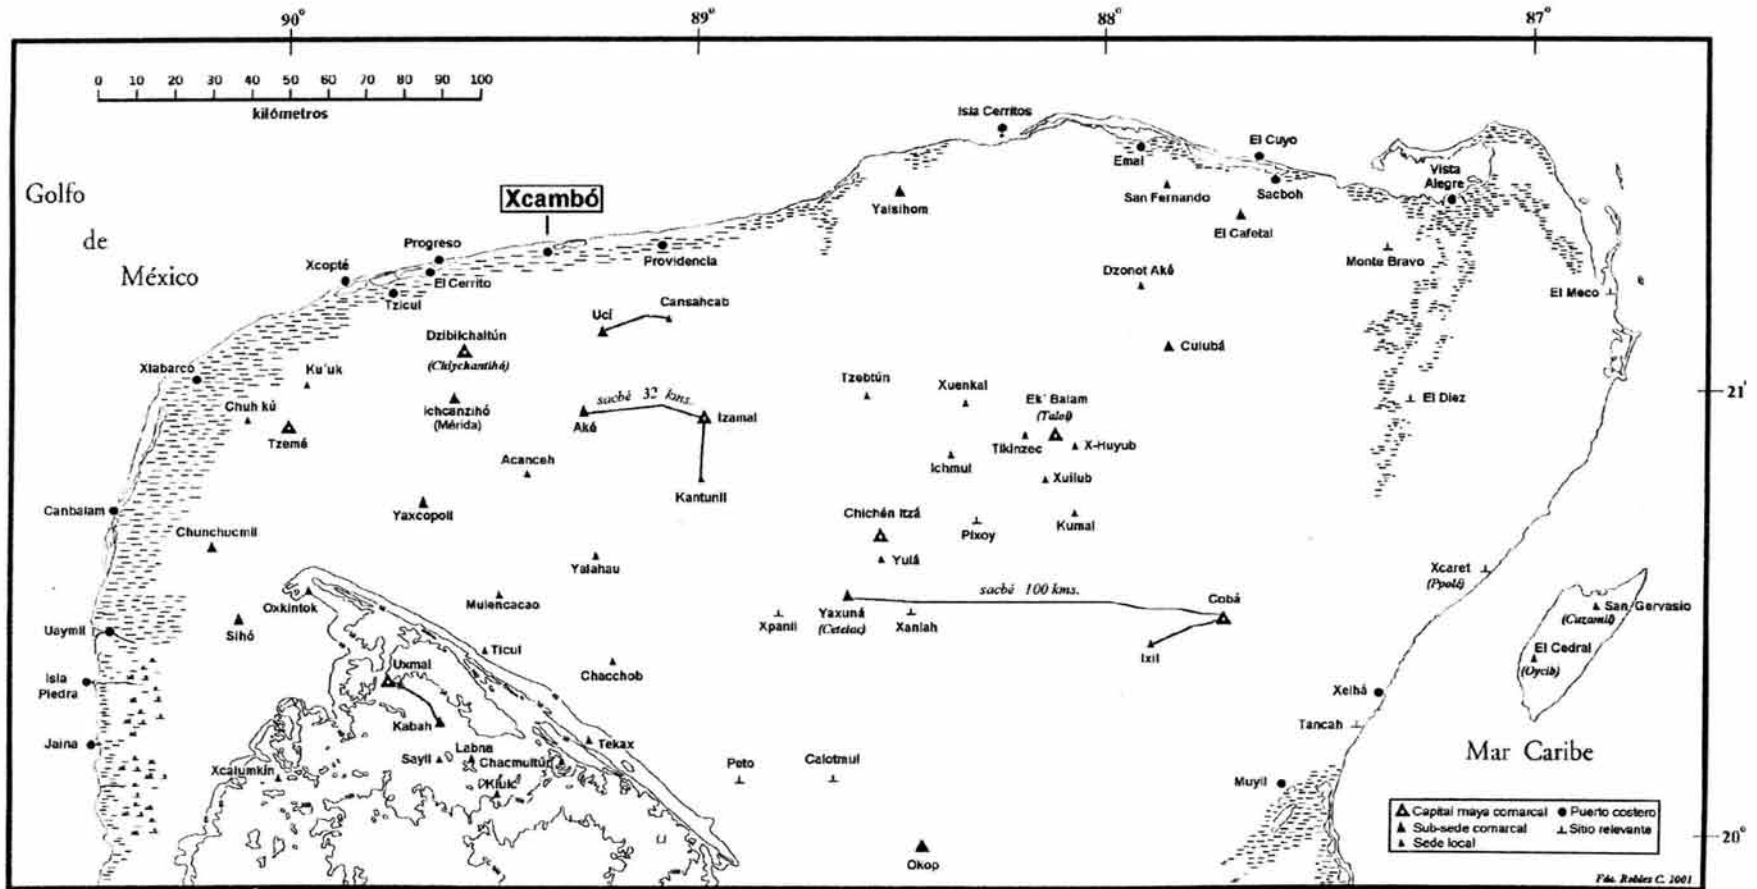 90°
89°
88°
87°
0 10 20 30 40 50 60 70 80 90 100
kilómetros
Golfo
de
México
Xcambó
Isla Cerritos
Emal
El Cuyo
Sacboh
Vista
Alegre
San Fernando
Yalsihom
El Cafetal
Monte Bravo
Progreso
Xcopté
El Cerrito
Tzicul
Providencia
Dzonot Aké
El Meco
Ucí
Cansahcab
Dzibilchaltún
(Chiychantihó)
Culubá
Xlabarco
Ku´uk
Tzebtún
Xuenkal
21°
Chuh kú
Ichcanzihó
(Mérida)
sacbé 32 kms.
Aké
Izamal
Ek´ Balam
(Talol)
El Diez
Tzemé
Tikinzec
X-Huyub
Acanceh
Ichmul
Xuilub
Kantunil
Canbalam
Yaxcopoil
Chichén Itzá
Pixoy
Kumal
Chunchucmil
Yulá
Yalahau
Xcaret
(Ppolé)
Oxkintok
Mulencacao
sacbé 100 kms.
Cobá
San Gervasio
(Cuzamil)
Sihó
Xpanil
Yaxuná
(Cetelac)
Xanlah
Uaymil
Ixil
El Cedral
(Oycib)
Ticul
Uxmal
Chacchob
Isla
Piedra
Xelhá
Kabah
Tancah
Jaina
Tekax
Sayil
Labna
Chacmultún
Peto
Calotmul
Mar Caribe
Xcalumkín
Kiuic
Muyil
Okop
20°
Capital maya comarcal
Puerto costero
Sub-sede comarcal
Sitio relevante
Sede local
Fdo. Robles C. 2001